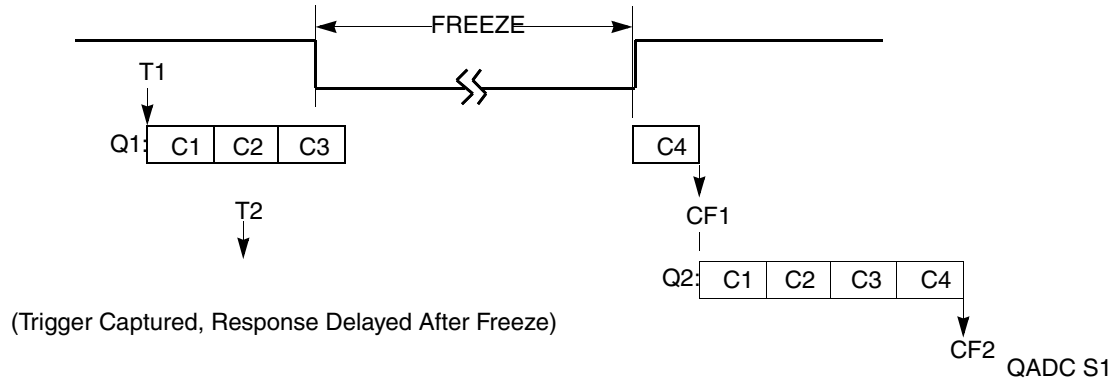 FREEZE
T1
Q1: C1 C2 C3
C4
T2
CF1
Q2: C1 C2 C3 C4
(Trigger Captured, Response Delayed After Freeze)
CF2
QADC S1